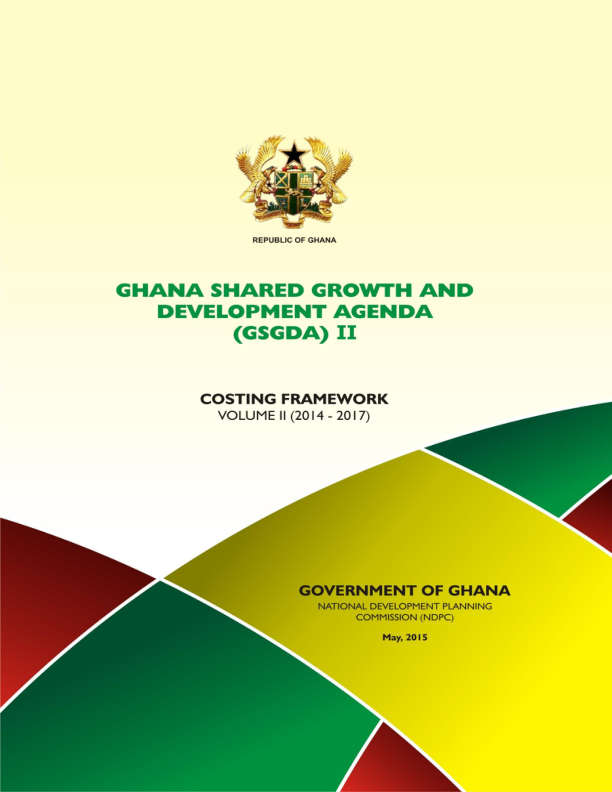 REPUBLIC OF GHANA
GHANA SHARED GROWTH AND
DEVELOPMENT AGENDA
(GSGDA) II
COSTING FRAMEWORK
VOLUME II (2014 - 2017)
GOVERNMENT OF GHANA
NATIONAL DEVELOPMENT PLANNING
COMMISSION (NDPC)
May, 2015